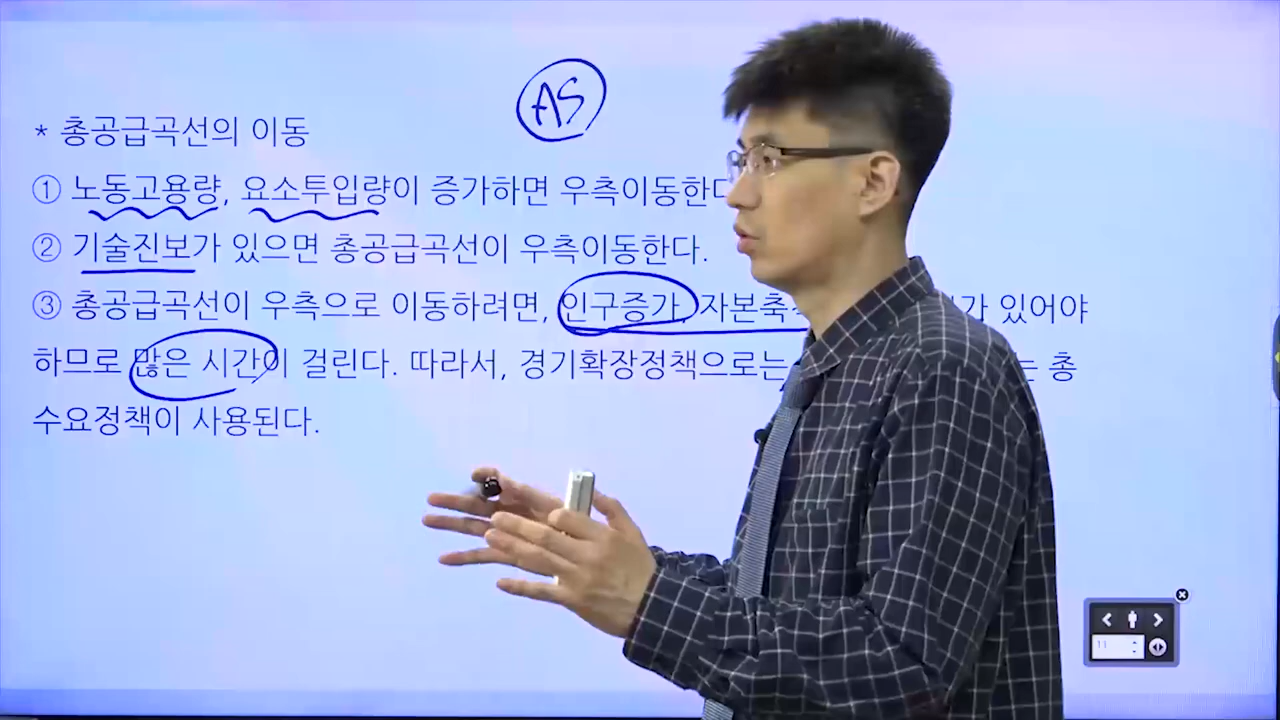 AS
* 총공급곡선의 이동
① 노동고용량, 요소투입량이 증가하면 우측이동한다
② 기술진보가 있으면 총공급곡선이 우측이동한다.
③ 총공급곡선이 우측으로 이동하려면, 인구증가, 가 있어야
하므로 많은 시간이 걸린다. 따라서, 경기확장정책으로는 는 총
수요정책이 사용된다.
11